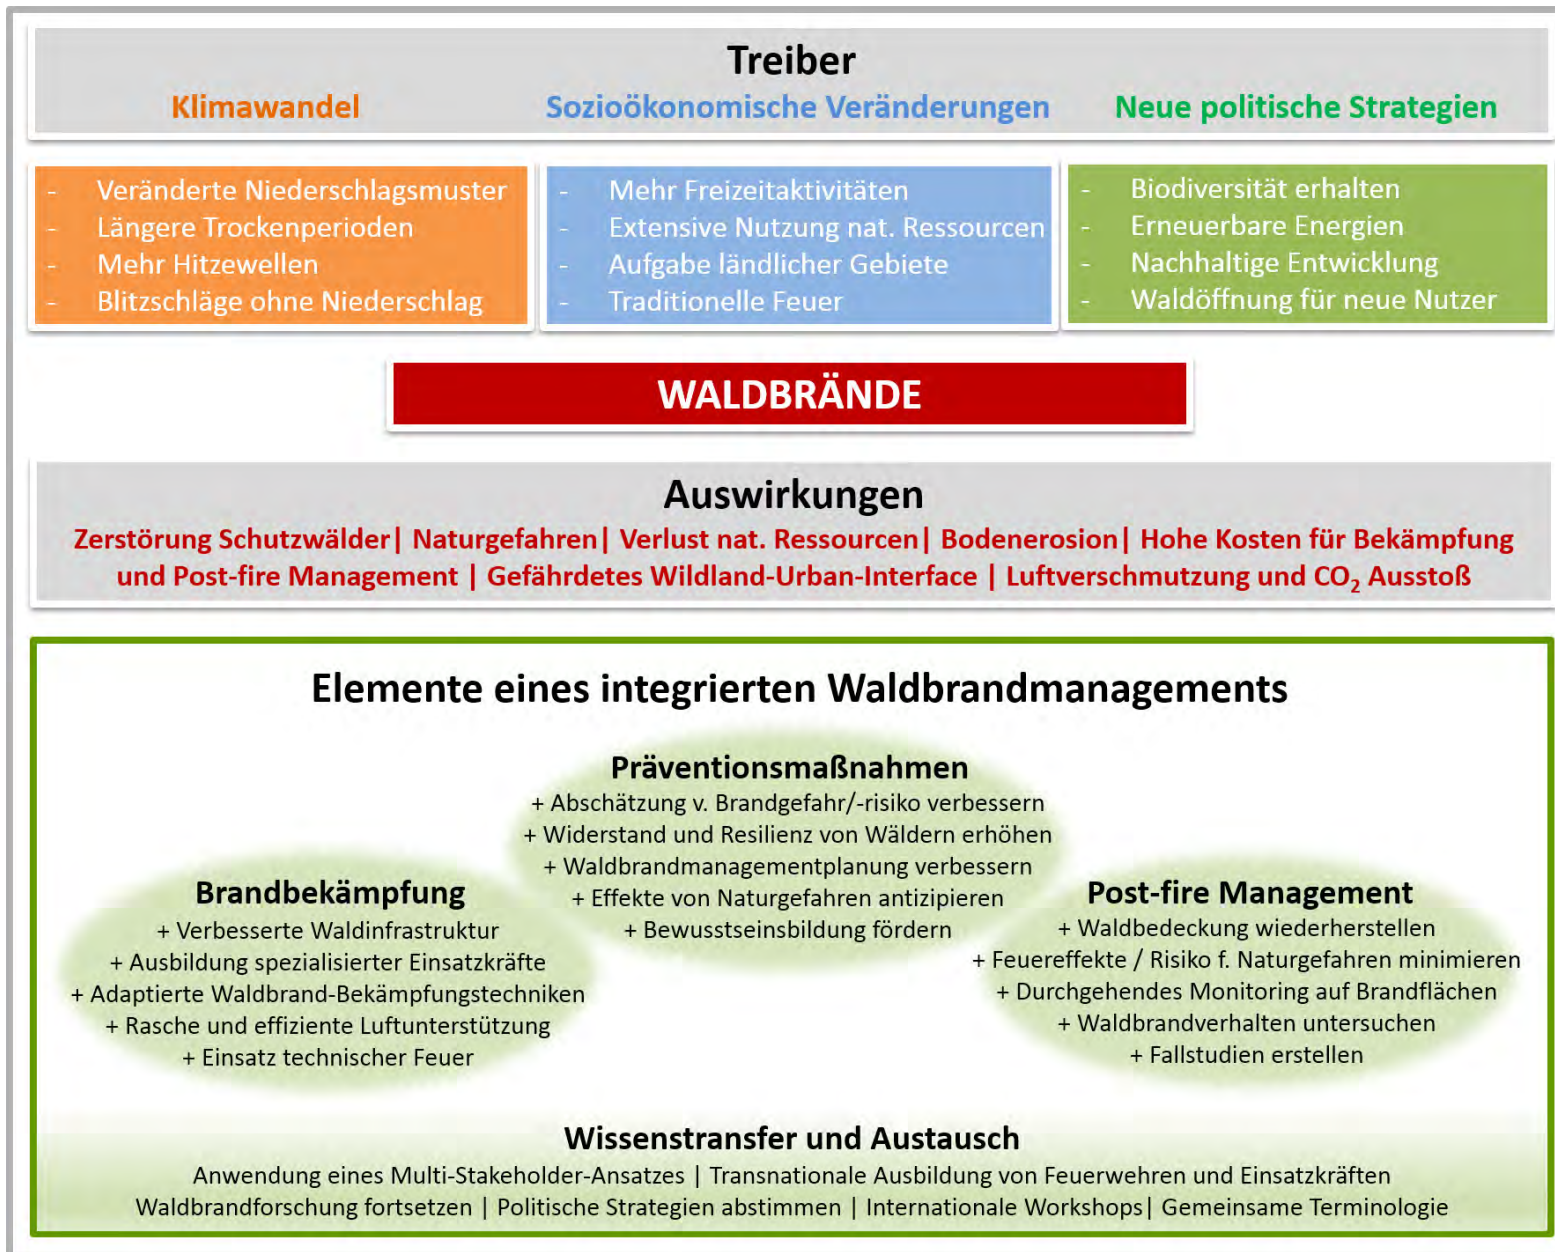 Treiber
Klimawandel
Sozioökonomische Veränderungen
Neue politische Strategien
- Veränderte Niederschlagsmuster
- Längere Trockenperioden
- Mehr Hitzewellen
- Blitzschläge ohne Niederschlag
- Mehr Freizeitaktivitäten
- Extensive Nutzung nat. Ressourcen
- Aufgabe ländlicher Gebiete
- Traditionelle Feuer
- Biodiversität erhalten
- Erneuerbare Energien
- Nachhaltige Entwicklung
- Waldöffnung für neue Nutzer
WALDBRÄNDE
Auswirkungen
Zerstörung Schutzwälder| Naturgefahren| Verlust nat. Ressourcen| Bodenerosion| Hohe Kosten für Bekämpfung
und Post-fire Management | Gefährdetes Wildland-Urban-Interface | Luftverschmutzung und CO₂ Ausstoß
Elemente eines integrierten Waldbrandmanagements
Präventionsmaßnahmen
+ Abschätzung v. Brandgefahr/-risiko verbessern
+ Widerstand und Resilienz von Wäldern erhöhen
+ Waldbrandmanagementplanung verbessern
+ Effekte von Naturgefahren antizipieren
+ Bewusstseinsbildung fördern
Brandbekämpfung
+ Verbesserte Waldinfrastruktur
+ Ausbildung spezialisierter Einsatzkräfte
+ Adaptierte Waldbrand-Bekämpfungstechniken
+ Rasche und effiziente Luftunterstützung
+ Einsatz technischer Feuer
Post-fire Management
+ Waldbedeckung wiederherstellen
+ Feuereffekte / Risiko f. Naturgefahren minimieren
+ Durchgehendes Monitoring auf Brandflächen
+ Waldbrandverhalten untersuchen
+ Fallstudien erstellen
Wissenstransfer und Austausch
Anwendung eines Multi-Stakeholder-Ansatzes | Transnationale Ausbildung von Feuerwehren und Einsatzkräften
Waldbrandforschung fortsetzen | Politische Strategien abstimmen | Internationale Workshops| Gemeinsame Terminologie